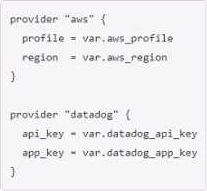 provider "aws" {
  profile = var.aws_profile
  region  = var.aws_region
}

provider "datadog" {
  api_key = var.datadog_api_key
  app_key = var.datadog_app_key
}